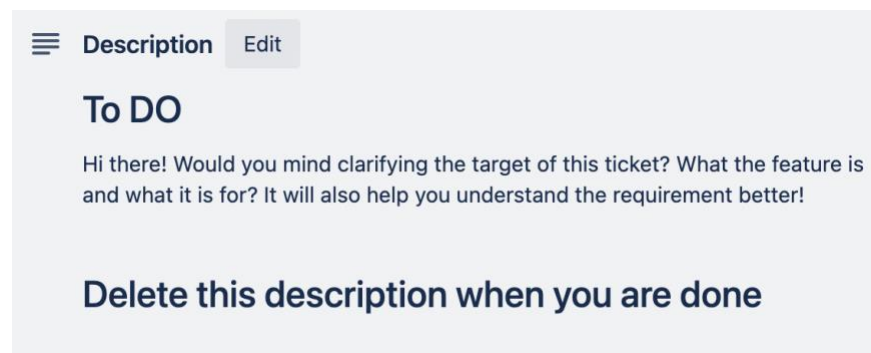 Description Edit
To DO
Hi there! Would you mind clarifying the target of this ticket? What the feature is
and what it is for? It will also help you understand the requirement better!
Delete this description when you are done